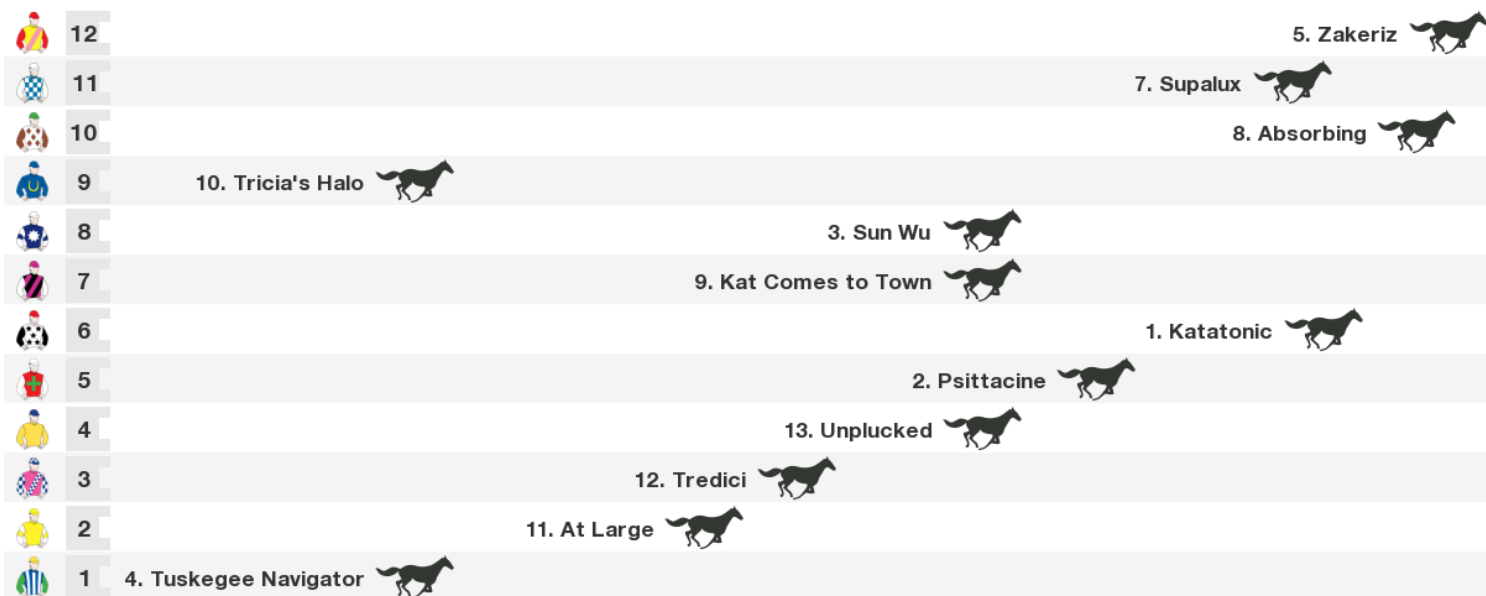 12 5. Zakeriz
11 7. Supalux
10 8. Absorbing
9 10. Tricia's Halo
8 3. Sun Wu
7 9. Kat Comes to Town
6 1. Katatonic
5 2. Psittacine
4 13. Unplucked
3 12. Tredici
2 11. At Large
1 4. Tuskegee Navigator